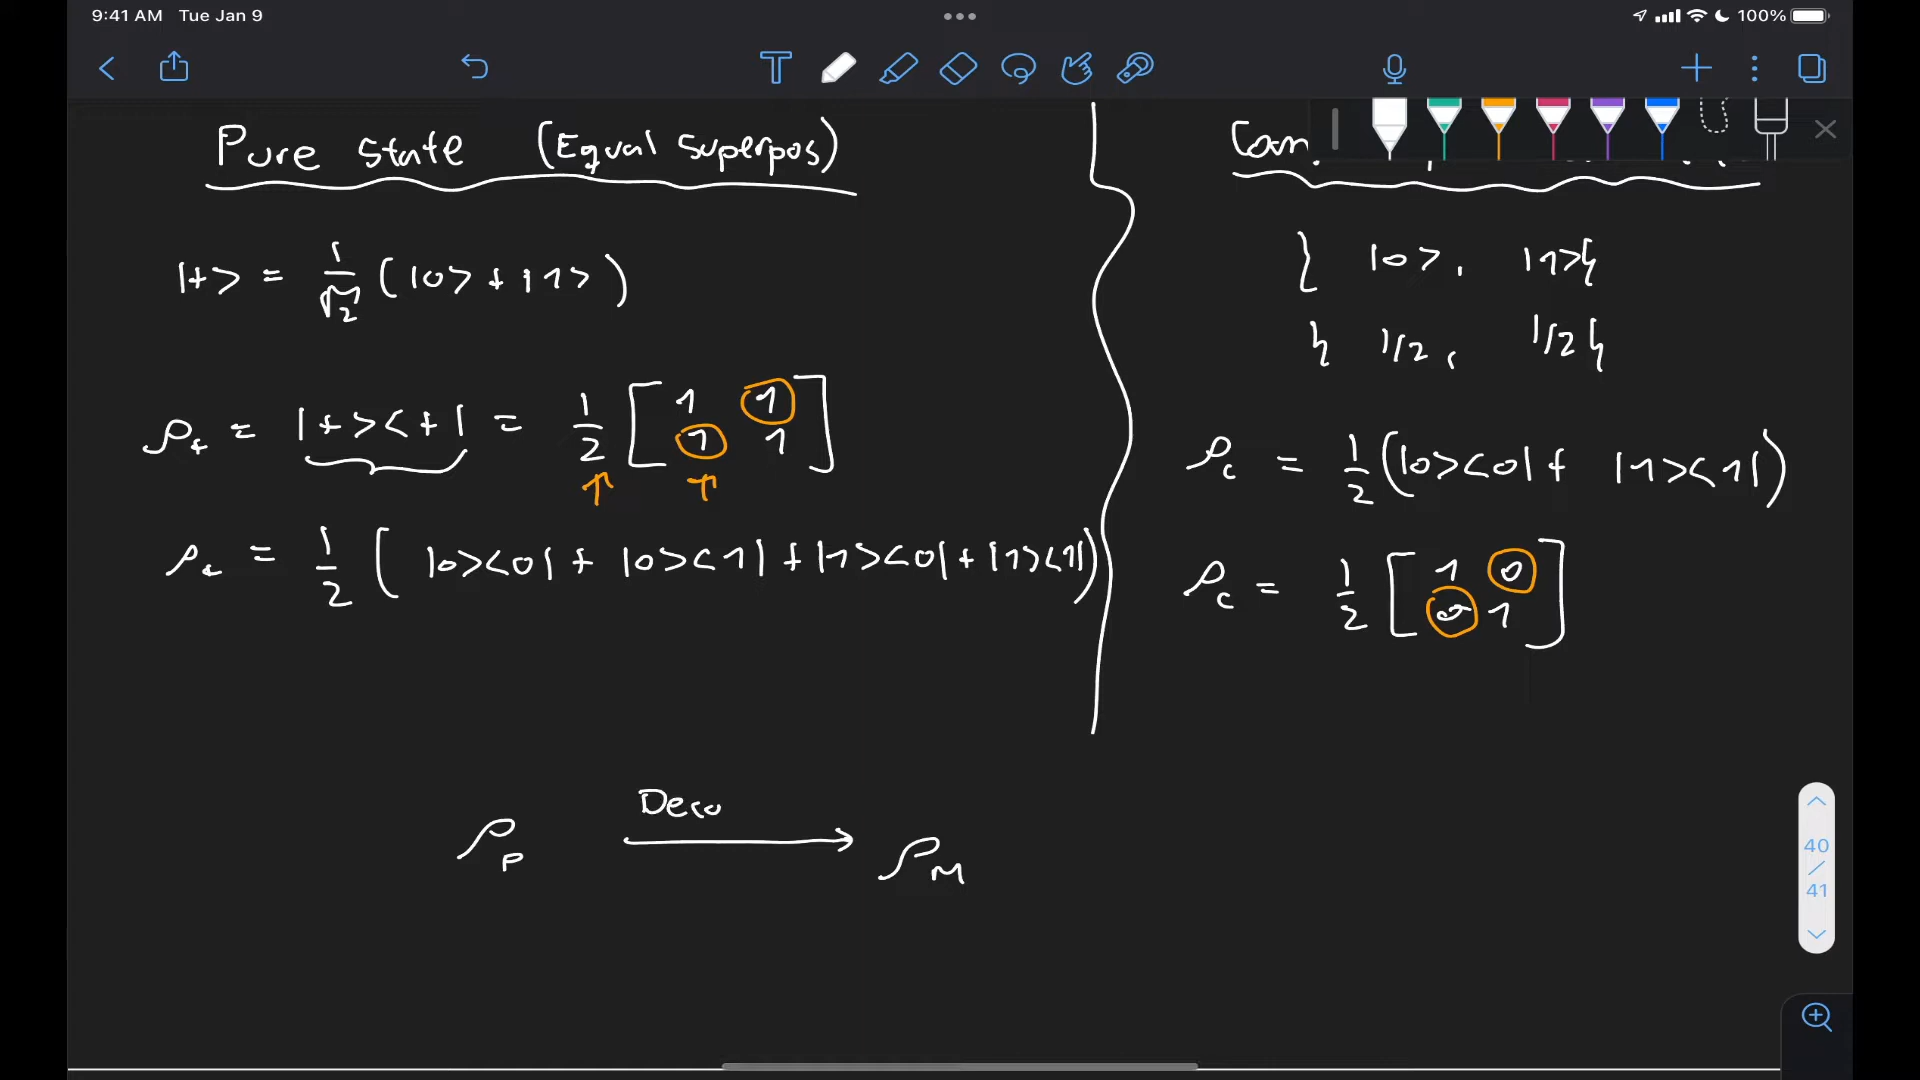 9:41 AM Tue Jan 9
100%
Pure state (Equal superpos)
|+> = 1/√2 (|0> + |1>)
ρ₊ = |+><+| = 1/2 [1 1
1 1]
ρ₊ = 1/2 (|0><0| + |0><1| + |1><0| + |1><1|)
{ |0>, |1> }
{ 1/2, 1/2 }
ρc = 1/2 (|0><0| + |1><1|)
ρc = 1/2 [1 0
0 1]
Deco
ρP → ρM
40
/
41